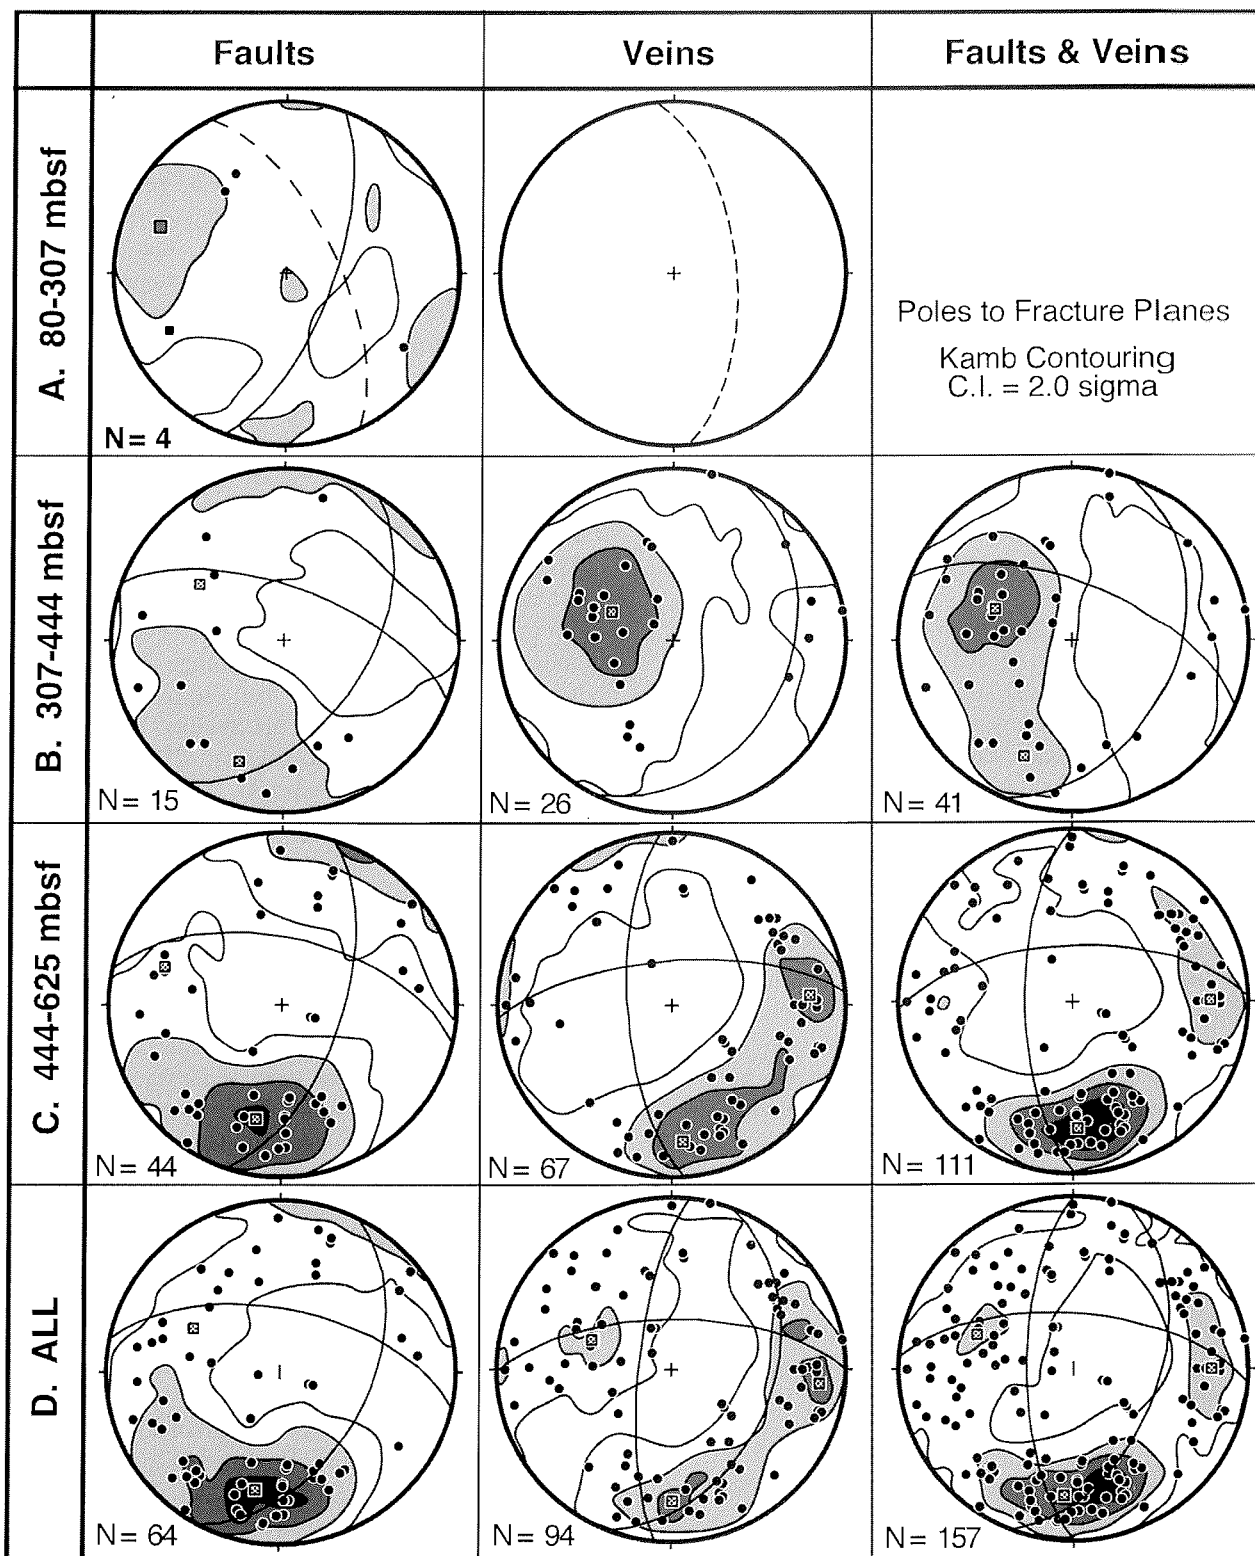 Faults
Veins
Faults & Veins
A. 80-307 mbsf
N= 4
Poles to Fracture Planes
Kamb Contouring
C.I. = 2.0 sigma
B. 307-444 mbsf
N= 15
N= 26
N= 41
C. 444-625 mbsf
N= 44
N= 67
N= 111
D. ALL
N= 64
N= 94
N= 157